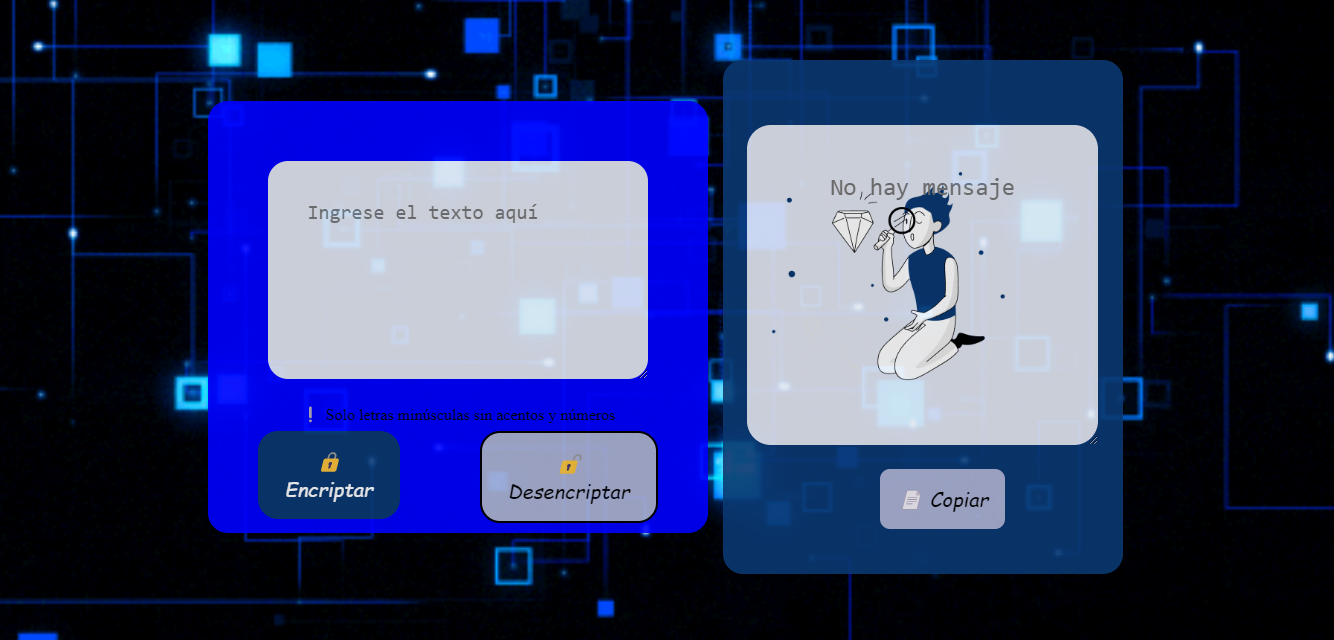 Ingrese el texto aquí
❕ Solo letras minúsculas sin acentos y números
🔒
Encriptar
🔓
Desencriptar
No hay mensaje
📄 Copiar